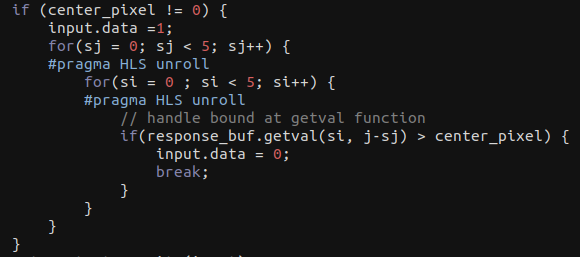 if (center_pixel != 0) {
    input.data =1;
    for(sj = 0; sj < 5; sj++) {
    #pragma HLS unroll
        for(si = 0 ; si < 5; si++) {
        #pragma HLS unroll
            // handle bound at getval function
            if(response_buf.getval(si, j-sj) > center_pixel) {
                input.data = 0;
                break;
            }
        }
    }
}